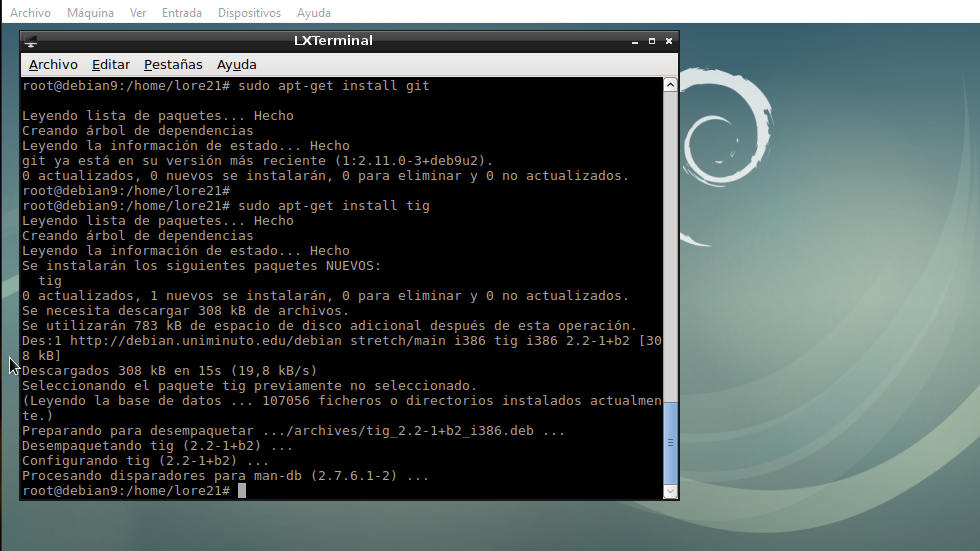 Archivo Máquina Ver Entrada Dispositivos Ayuda
LXTerminal
Archivo Editar Pestañas Ayuda
root@debian9:/home/lore21# sudo apt-get install git
Leyendo lista de paquetes... Hecho
Creando árbol de dependencias
Leyendo la información de estado... Hecho
git ya está en su versión más reciente (1:2.11.0-3+deb9u2).
0 actualizados, 0 nuevos se instalarán, 0 para eliminar y 0 no actualizados.
root@debian9:/home/lore21#
root@debian9:/home/lore21# sudo apt-get install tig
Leyendo lista de paquetes... Hecho
Creando árbol de dependencias
Leyendo la información de estado... Hecho
Se instalarán los siguientes paquetes NUEVOS:
  tig
0 actualizados, 1 nuevos se instalarán, 0 para eliminar y 0 no actualizados.
Se necesita descargar 308 kB de archivos.
Se utilizarán 783 kB de espacio de disco adicional después de esta operación.
Des:1 http://debian.uniminuto.edu/debian stretch/main i386 tig i386 2.2-1+b2 [30
8 kB]
Descargados 308 kB en 15s (19,8 kB/s)
Seleccionando el paquete tig previamente no seleccionado.
(Leyendo la base de datos ... 107056 ficheros o directorios instalados actualmen
te.)
Preparando para desempaquetar .../archives/tig_2.2-1+b2_i386.deb ...
Desempaquetando tig (2.2-1+b2) ...
Configurando tig (2.2-1+b2) ...
Procesando disparadores para man-db (2.7.6.1-2) ...
root@debian9:/home/lore21#